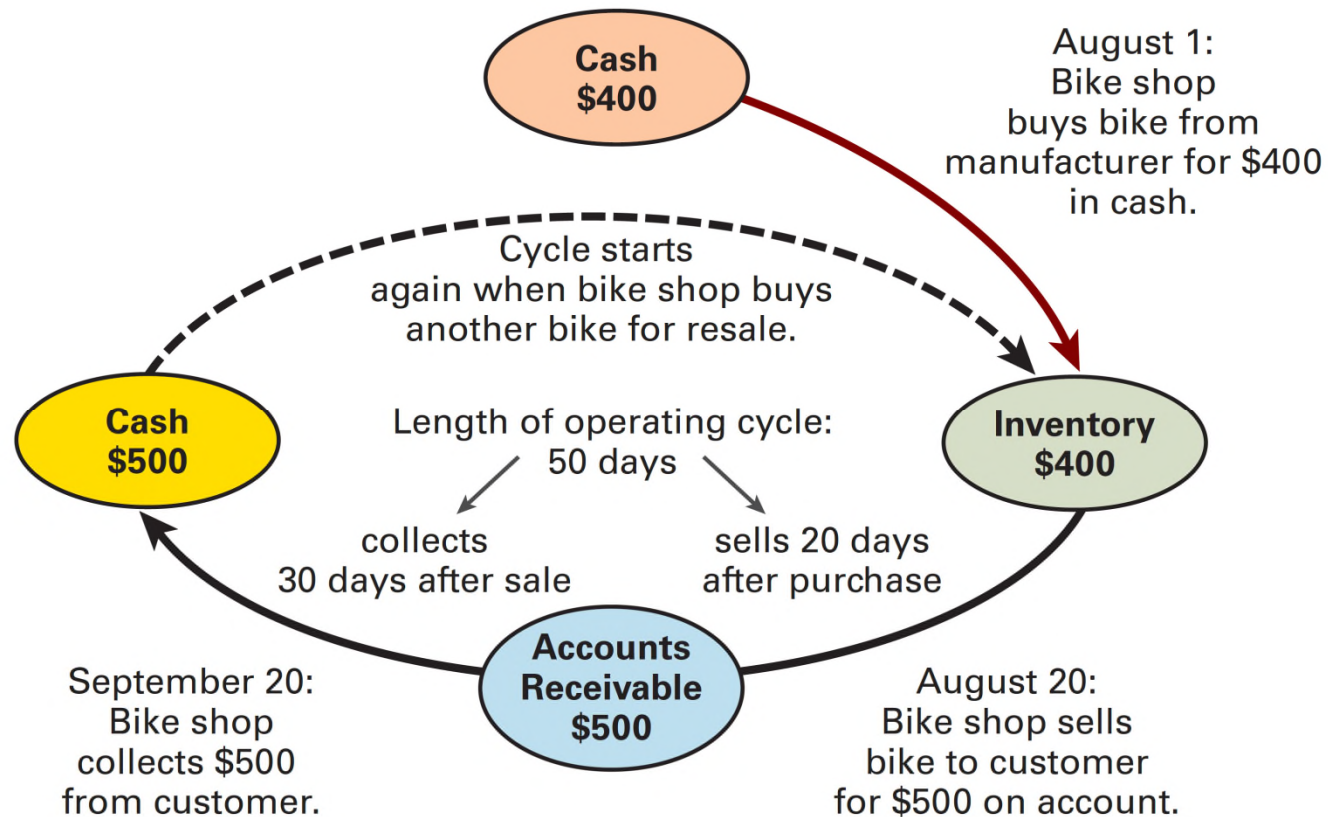 Cash
$400
August 1:
Bike shop
buys bike from
manufacturer for $400
in cash.
Cycle starts
again when bike shop buys
another bike for resale.
Cash
$500
Length of operating cycle:
50 days
Inventory
$400
collects
30 days after sale
sells 20 days
after purchase
Accounts
Receivable
$500
September 20:
Bike shop
collects $500
from customer.
August 20:
Bike shop sells
bike to customer
for $500 on account.